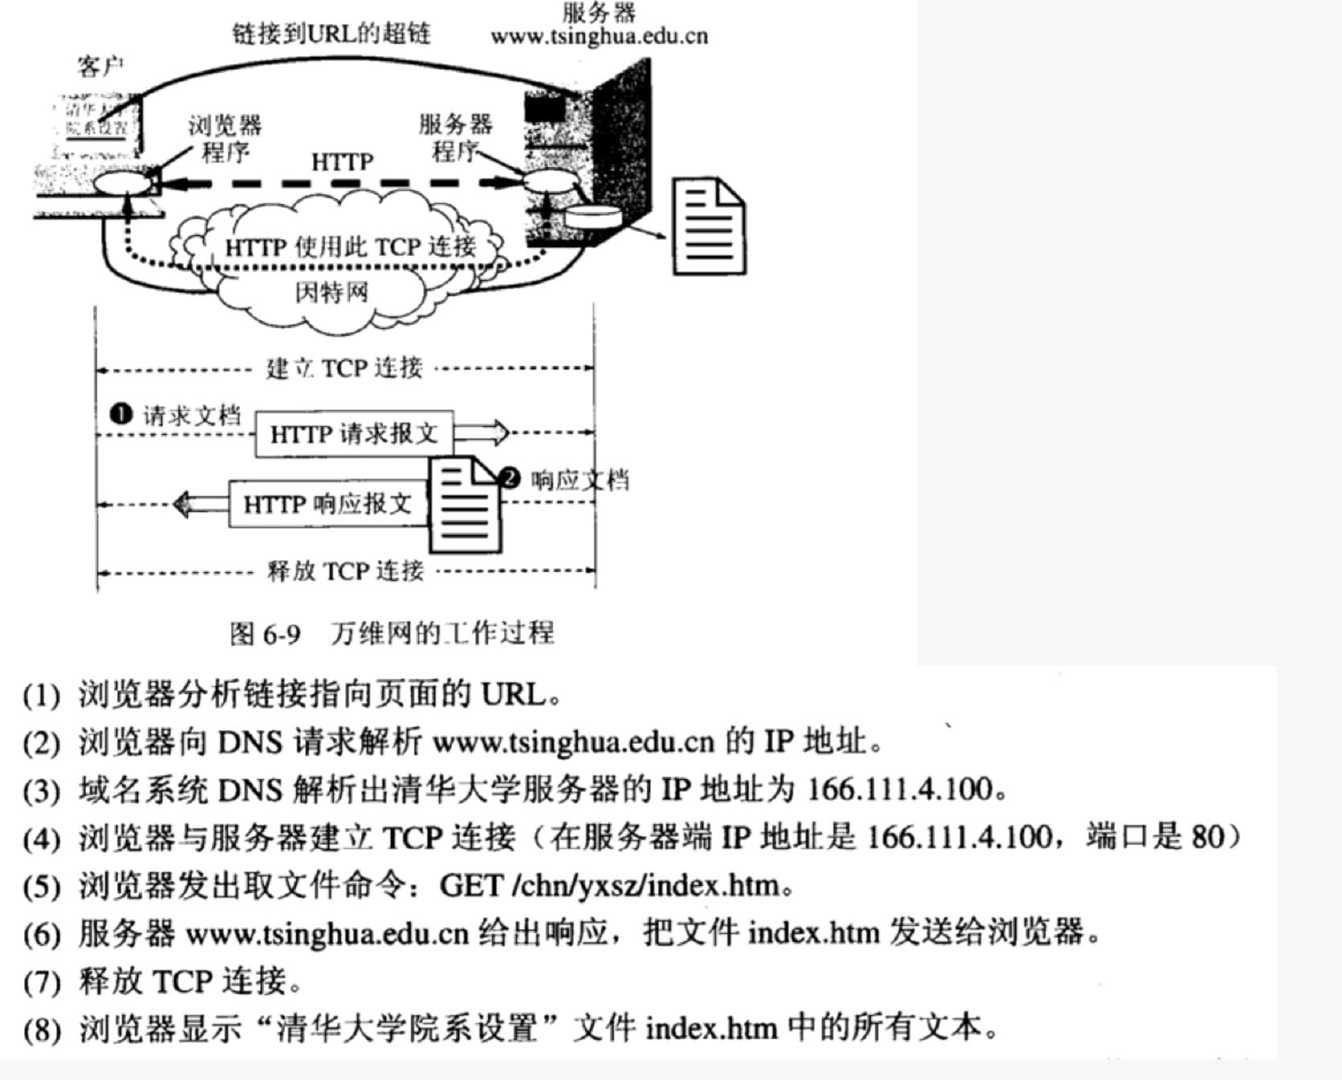 服务器
链接到URL的超链
www.tsinghua.edu.cn
客户
清华大学
院系设置
浏览器
程序
服务器
程序
HTTP
HTTP 使用此 TCP 连接
因特网
建立 TCP 连接
❶ 请求文档
HTTP 请求报文
❷ 响应文档
HTTP 响应报文
释放 TCP 连接
图 6-9 万维网的工作过程
(1) 浏览器分析链接指向页面的 URL。
(2) 浏览器向 DNS 请求解析 www.tsinghua.edu.cn 的 IP 地址。
(3) 域名系统 DNS 解析出清华大学服务器的 IP 地址为 166.111.4.100。
(4) 浏览器与服务器建立 TCP 连接（在服务器端 IP 地址是 166.111.4.100，端口是 80）
(5) 浏览器发出取文件命令：GET /chn/yxsz/index.htm。
(6) 服务器 www.tsinghua.edu.cn 给出响应，把文件 index.htm 发送给浏览器。
(7) 释放 TCP 连接。
(8) 浏览器显示“清华大学院系设置”文件 index.htm 中的所有文本。